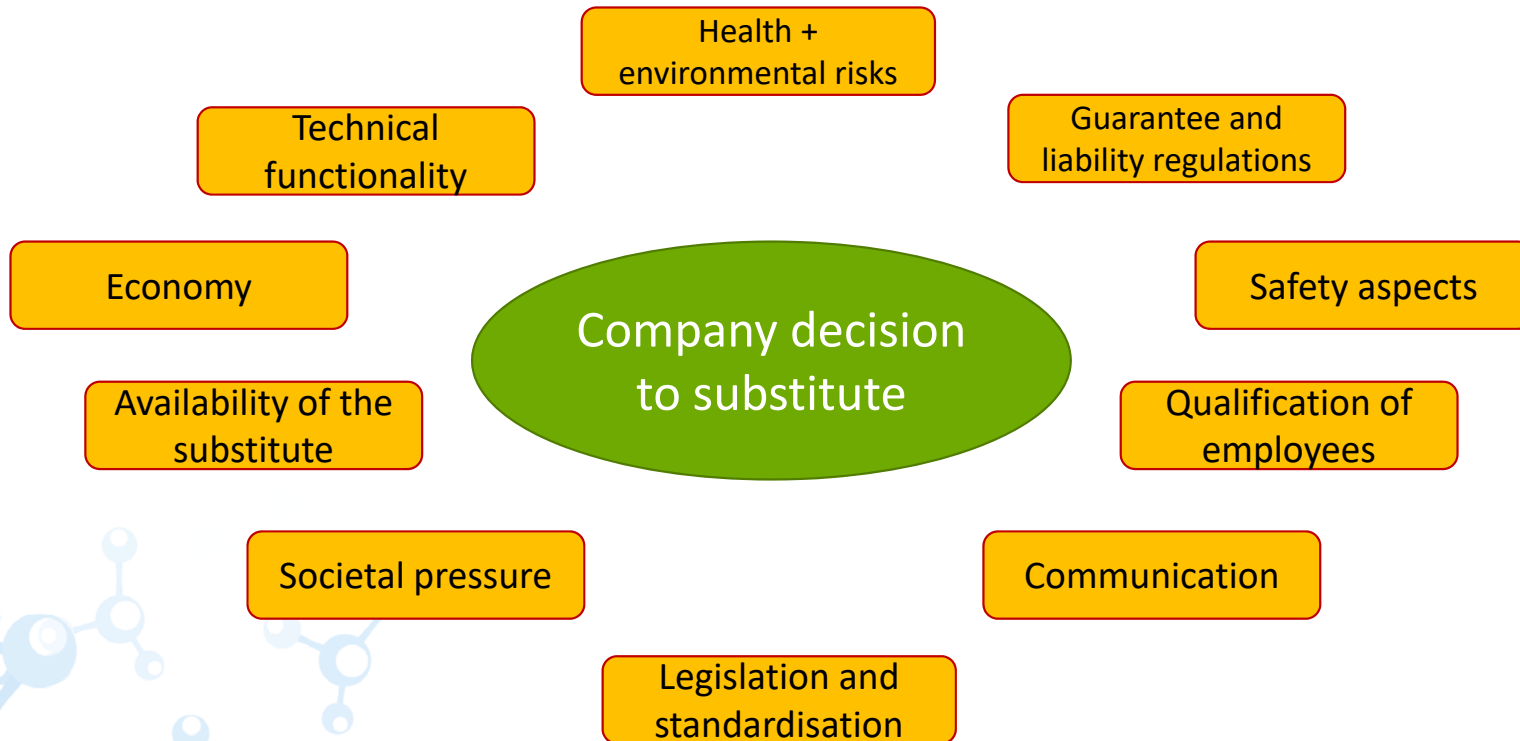 Health +
environmental risks
Technical
functionality
Guarantee and
liability regulations
Economy
Safety aspects
Company decision
to substitute
Availability of the
substitute
Qualification of
employees
Societal pressure
Communication
Legislation and
standardisation